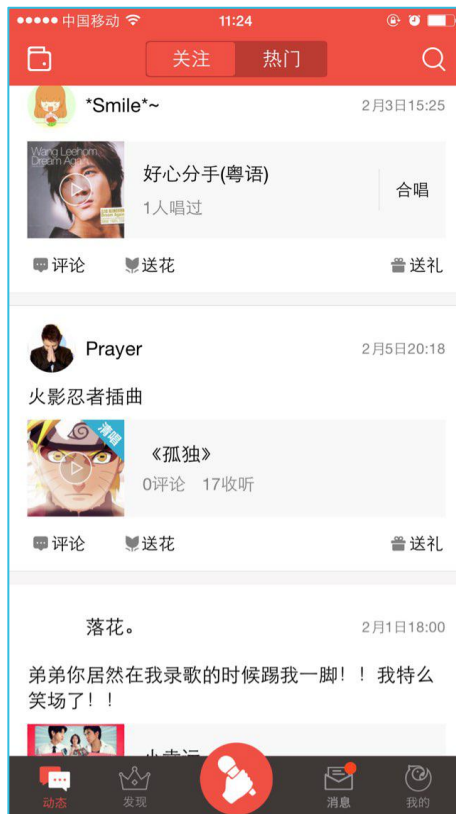 中国移动 11:24
关注 热门
*Smile*~ 2月3日15:25
Wang Leehom
Dream Again
好心分手(粤语)
1人唱过
合唱
评论 送花 送礼
Prayer 2月5日20:18
火影忍者插曲
清唱
《孤独》
0评论 17收听
评论 送花 送礼
落花。 2月1日18:00
弟弟你居然在我录歌的时候踢我一脚！！我特么
笑场了！！
小幸运
动态 发现 消息 我的